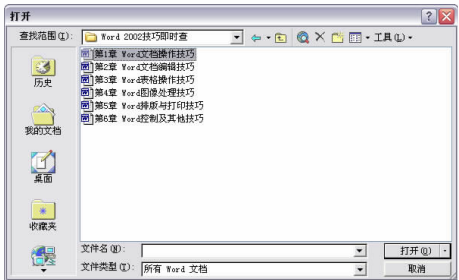 打开
查找范围(I):
Word 2002技巧即时查
工具(L)
第1章 Word文档操作技巧
第2章 Word文档编辑技巧
第3章 Word表格操作技巧
第4章 Word图像处理技巧
第5章 Word排版与打印技巧
第6章 Word控制及其他技巧
历史
我的文档
桌面
收藏夹
文件名(N):
打开(O)
文件类型(T):
所有 Word 文档
取消